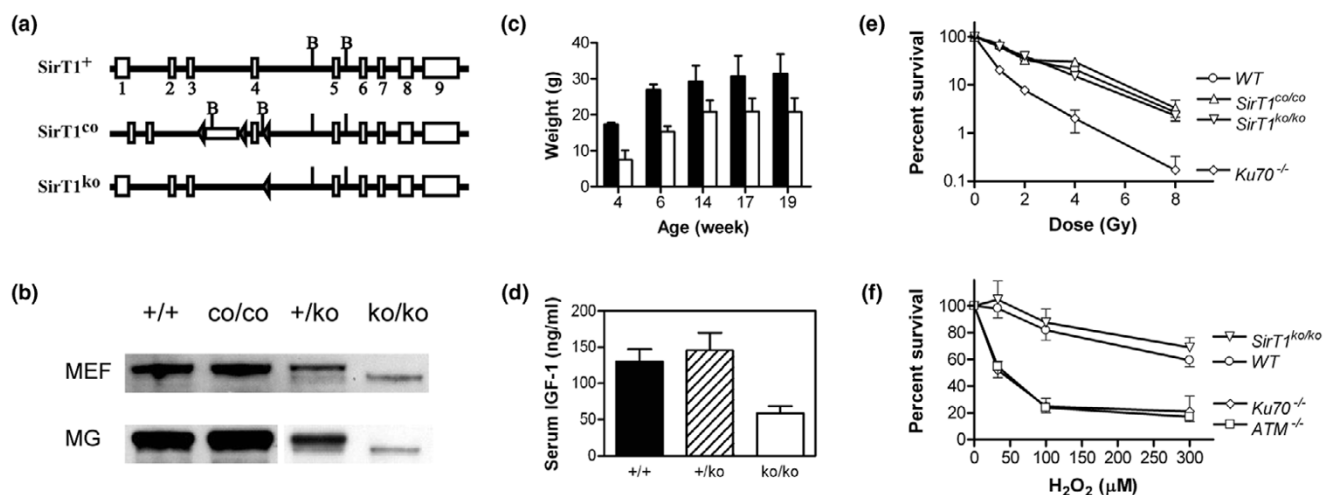 (a)
B B
SirT1+
1 2 3 4 5 6 7 8 9
B B
SirT1co
SirT1ko
(b)
+/+ co/co +/ko ko/ko
MEF
MG
(c)
Weight (g)
40
30
20
10
0
4 6 14 17 19
Age (week)
(d)
Serum IGF-1 (ng/ml)
200
150
100
50
0
+/+ +/ko ko/ko
(e)
Percent survival
100
10
1
0.1
0 2 4 6 8
Dose (Gy)
WT
SirT1co/co
SirT1ko/ko
Ku70-/-
(f)
Percent survival
100
80
60
40
20
0
0 50 100 150 200 250 300
H2O2 (µM)
SirT1ko/ko
WT
Ku70-/-
ATM-/-